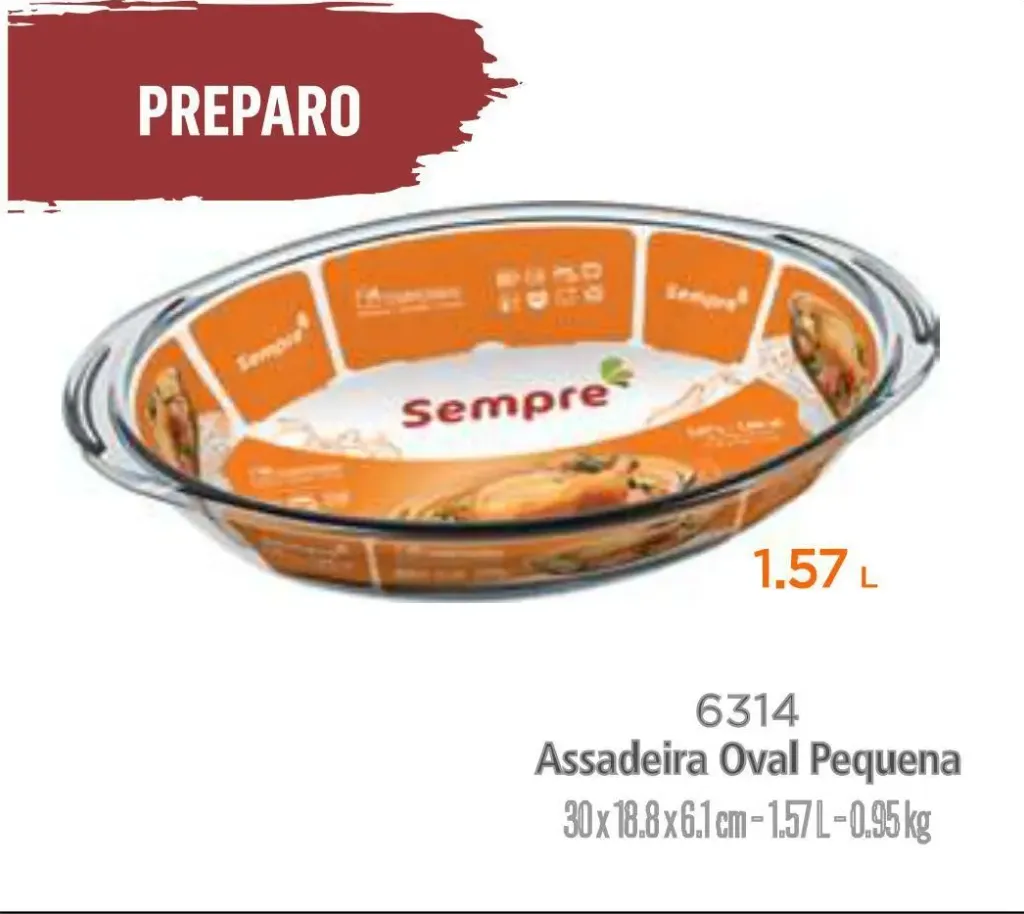 PREPARO
Sempre
Sempre
Sempre
1.57 L
6314
Assadeira Oval Pequena
30 x 18.8 x 6.1 cm - 1.57 L - 0.95 kg